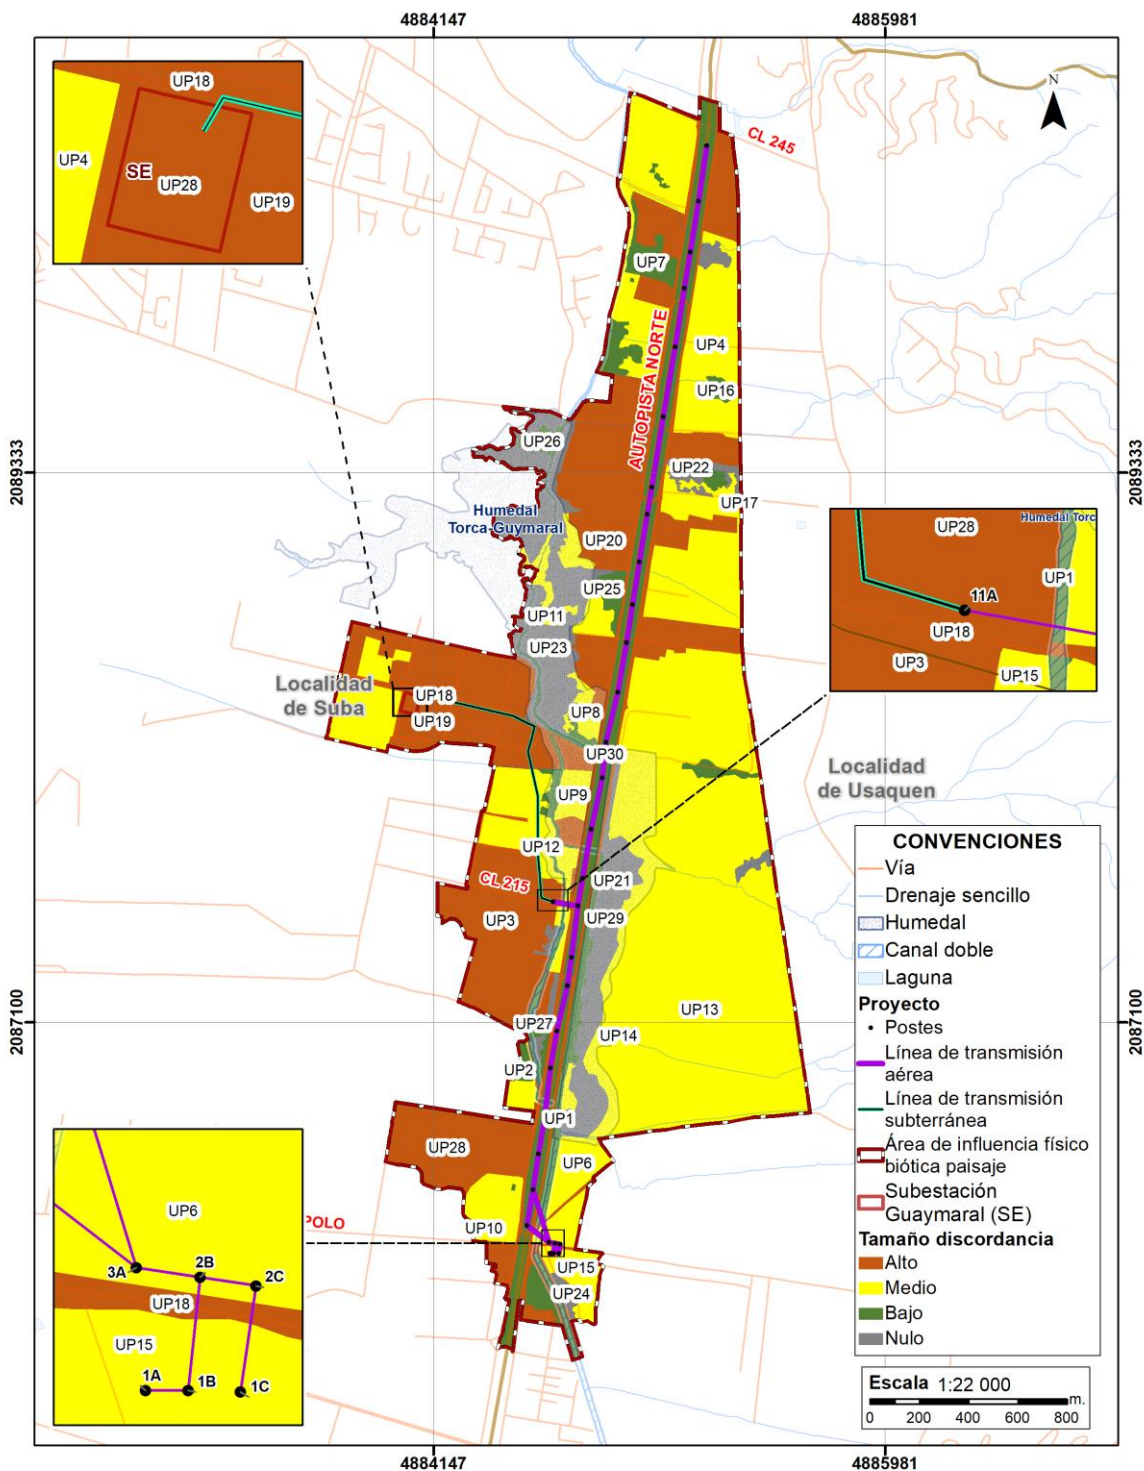 4884147
4885981
N
UP18
UP4
SE
UP28
UP19
CL 245
UP7
AUTOPISTA NORTE
UP4
UP16
2089333
2089333
UP26
UP22
UP17
Humedal
Torca-Guymaral
UP20
UP25
UP11
UP23
Humedal Torc
UP28
UP1
11A
UP18
UP3
UP15
Localidad
de Suba
UP18
UP19
UP8
UP30
Localidad
de Usaquen
UP9
UP12
CL 215
UP21
UP3
UP29
UP13
UP14
UP27
UP2
UP1
2087100
2087100
UP28
UP6
UP10
POLO
UP15
UP24
UP6
3A
2B
2C
UP18
UP15
1A
1B
1C
CONVENCIONES
Vía
Drenaje sencillo
Humedal
Canal doble
Laguna
Proyecto
Postes
Línea de transmisión
aérea
Línea de transmisión
subterránea
Área de influencia físico
biótica paisaje
Subestación
Guaymaral (SE)
Tamaño discordancia
Alto
Medio
Bajo
Nulo
Escala 1:22 000
m.
0 200 400 600 800
4884147
4885981